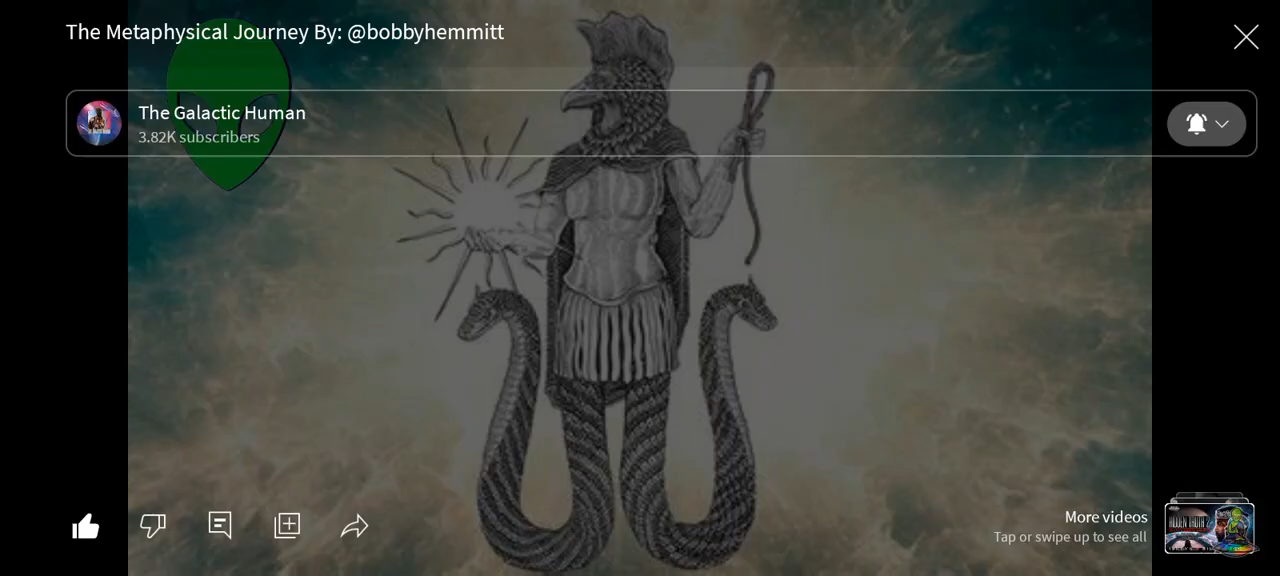 The Metaphysical Journey By: @bobbyhemmitt
The Galactic Human
3.82K subscribers
More videos
Tap or swipe up to see all